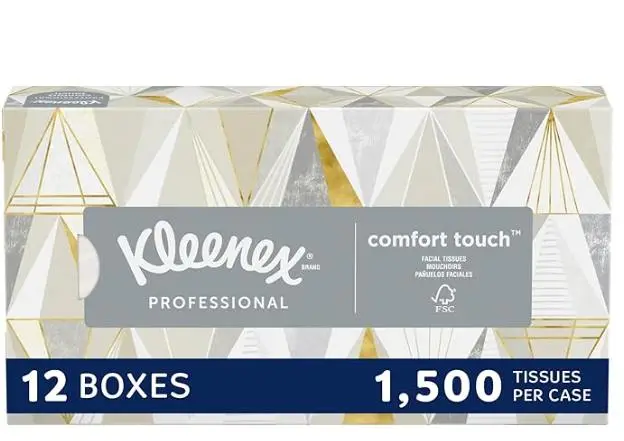 Kleenex® BRAND
PROFESSIONAL
comfort touch™
FACIAL TISSUES
MOUCHOIRS
PAÑUELOS FACIALES
FSC
12 BOXES
1,500 TISSUES
PER CASE